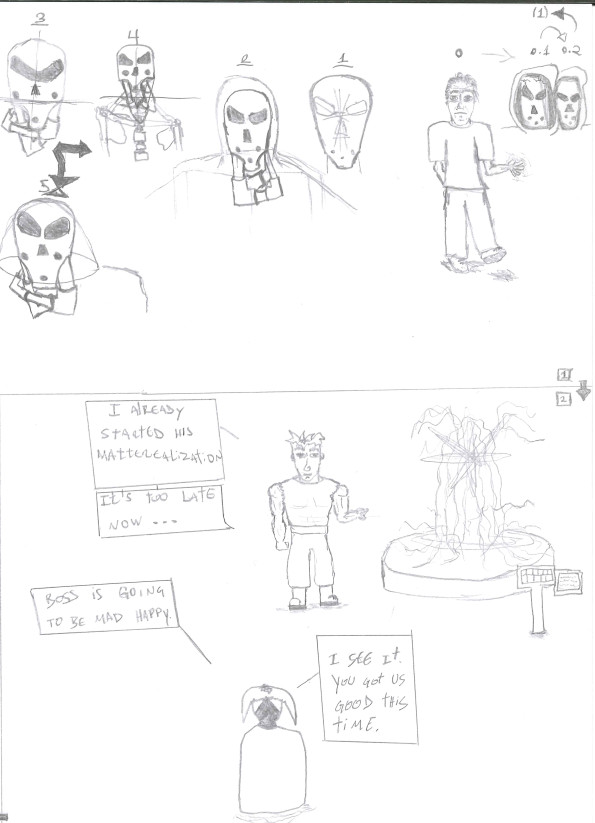 (1)
3
4
2
1
0
0.1 0.2
5
1
2
I ALREADY
StARtED HIS
MATTEREALIZATION
It's too LATE
NOW ...
BOSS IS GOING
TO BE MAD HAPPY.
I SEE It.
YOU Got US
GOOD tHIS
tiME.